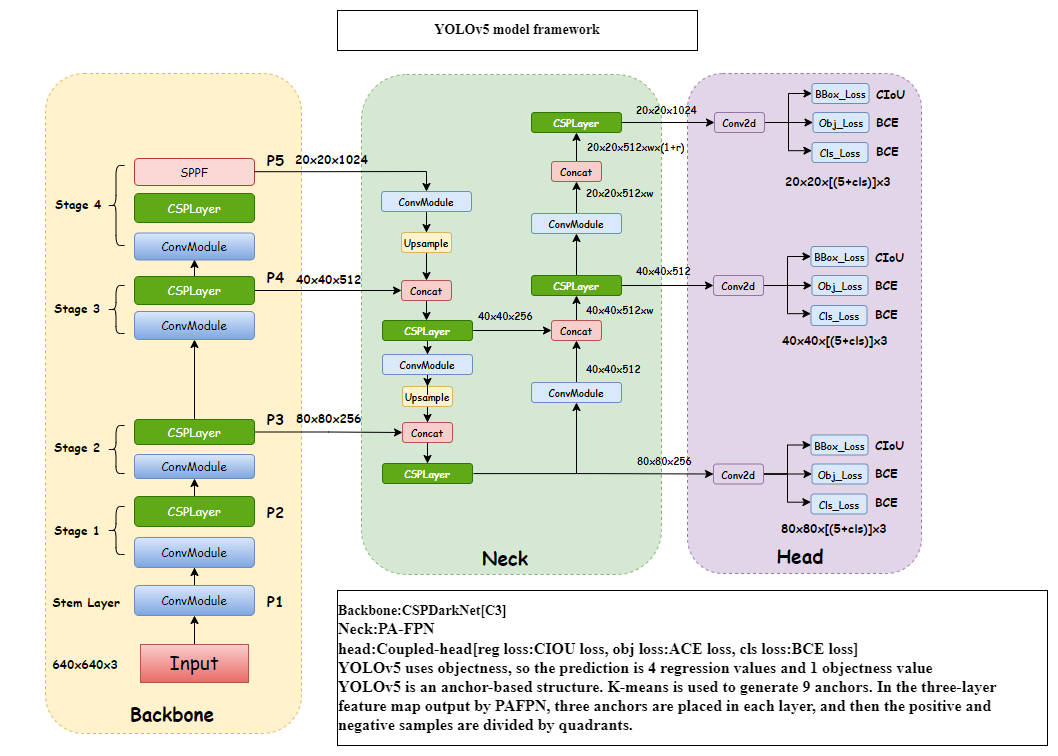 YOLOv5 model framework
Stage 4
SPPF
P5
20x20x1024
CSPLayer
ConvModule
Stage 3
CSPLayer
P4
40x40x512
ConvModule
Stage 2
CSPLayer
P3
80x80x256
ConvModule
Stage 1
CSPLayer
P2
ConvModule
Stem Layer
ConvModule
P1
640x640x3
Input
Backbone
ConvModule
Upsample
Concat
CSPLayer
40x40x256
ConvModule
Upsample
Concat
CSPLayer
CSPLayer
20x20x1024
20x20x512xwx(1+r)
Concat
20x20x512xw
ConvModule
CSPLayer
40x40x512
40x40x512xw
Concat
40x40x512
ConvModule
80x80x256
Neck
Conv2d
BBox_Loss
CIoU
Obj_Loss
BCE
Cls_Loss
BCE
20x20x[(5+cls)]x3
Conv2d
BBox_Loss
CIoU
Obj_Loss
BCE
Cls_Loss
BCE
40x40x[(5+cls)]x3
Conv2d
BBox_Loss
CIoU
Obj_Loss
BCE
Cls_Loss
BCE
80x80x[(5+cls)]x3
Head
Backbone:CSPDarkNet[C3]
Neck:PA-FPN
head:Coupled-head[reg loss:CIOU loss, obj loss:ACE loss, cls loss:BCE loss]
YOLOv5 uses objectness, so the prediction is 4 regression values and 1 objectness value
YOLOv5 is an anchor-based structure. K-means is used to generate 9 anchors. In the three-layer
feature map output by PAFPN, three anchors are placed in each layer, and then the positive and
negative samples are divided by quadrants.